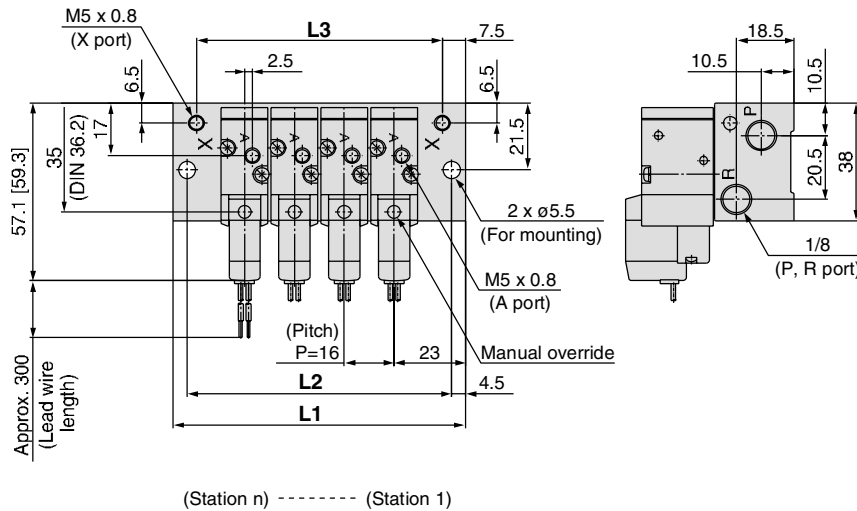 M5 x 0.8
(X port)
L3
7.5
2.5
6.5
6.5
18.5
10.5
10.5
17
35
(DIN 36.2)
57.1 [59.3]
21.5
X
A
A
A
A
X
P
R
20.5
38
2 x ø5.5
(For mounting)
1/8
(P, R port)
M5 x 0.8
(A port)
(Pitch)
P=16
23
Manual override
Approx. 300
(Lead wire
length)
L2
4.5
L1
(Station n) ------- (Station 1)